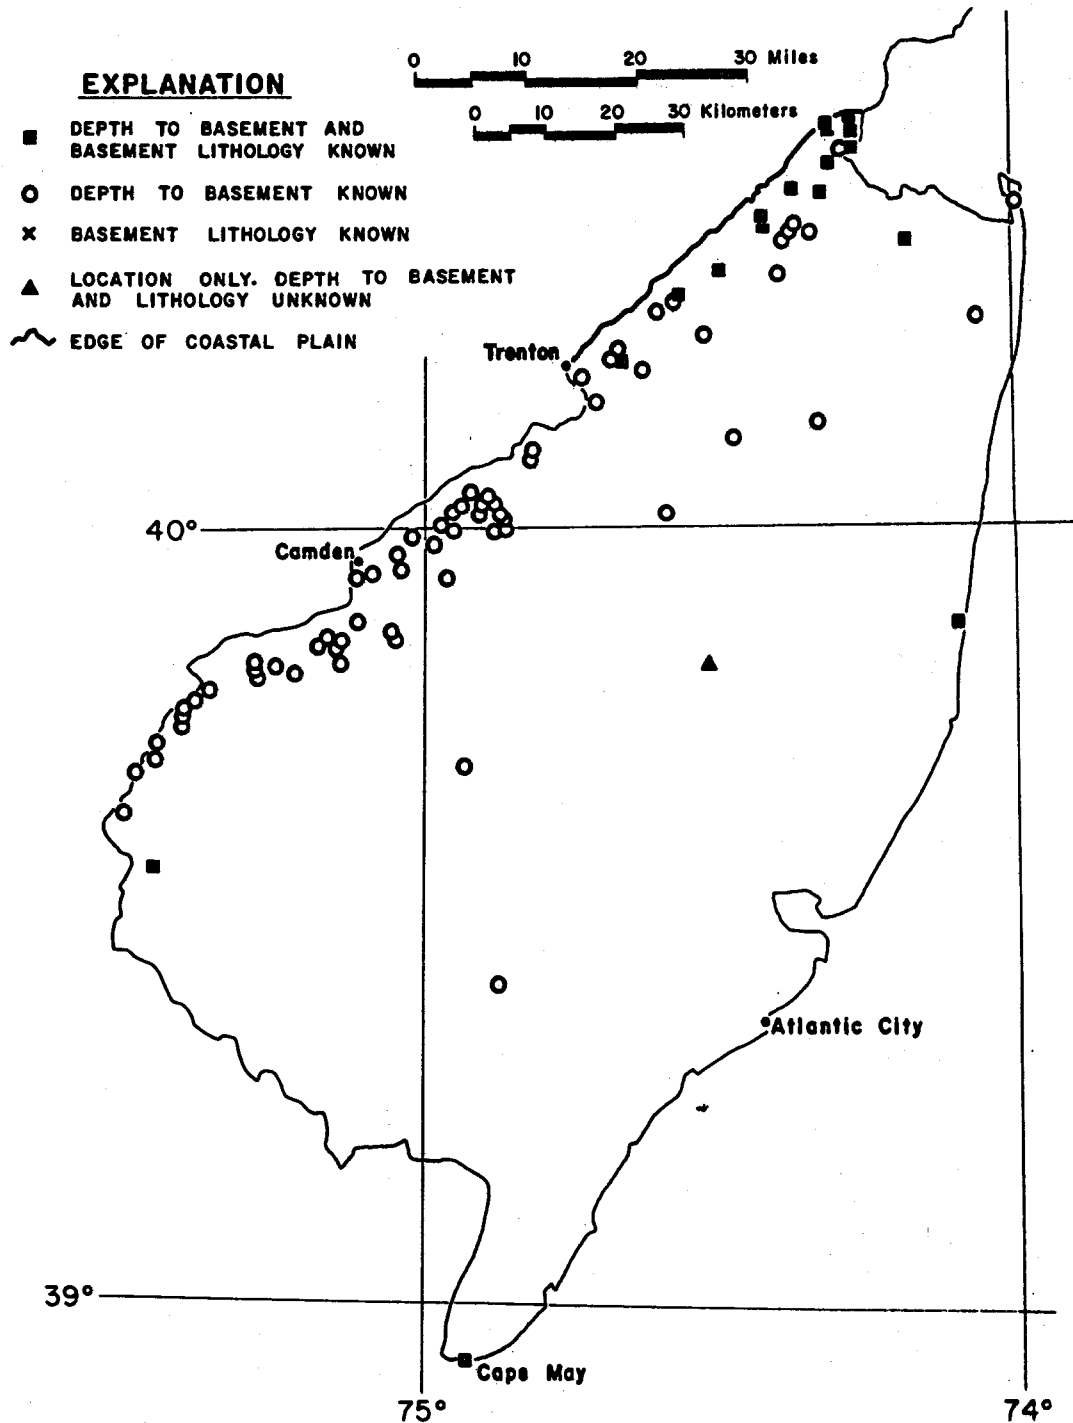 0 10 20 30 Miles
EXPLANATION
0 10 20 30 Kilometers
DEPTH TO BASEMENT AND
BASEMENT LITHOLOGY KNOWN
DEPTH TO BASEMENT KNOWN
BASEMENT LITHOLOGY KNOWN
LOCATION ONLY. DEPTH TO BASEMENT
AND LITHOLOGY UNKNOWN
EDGE OF COASTAL PLAIN
Trenton
40°
Camden
Atlantic City
39°
Cape May
75°
74°